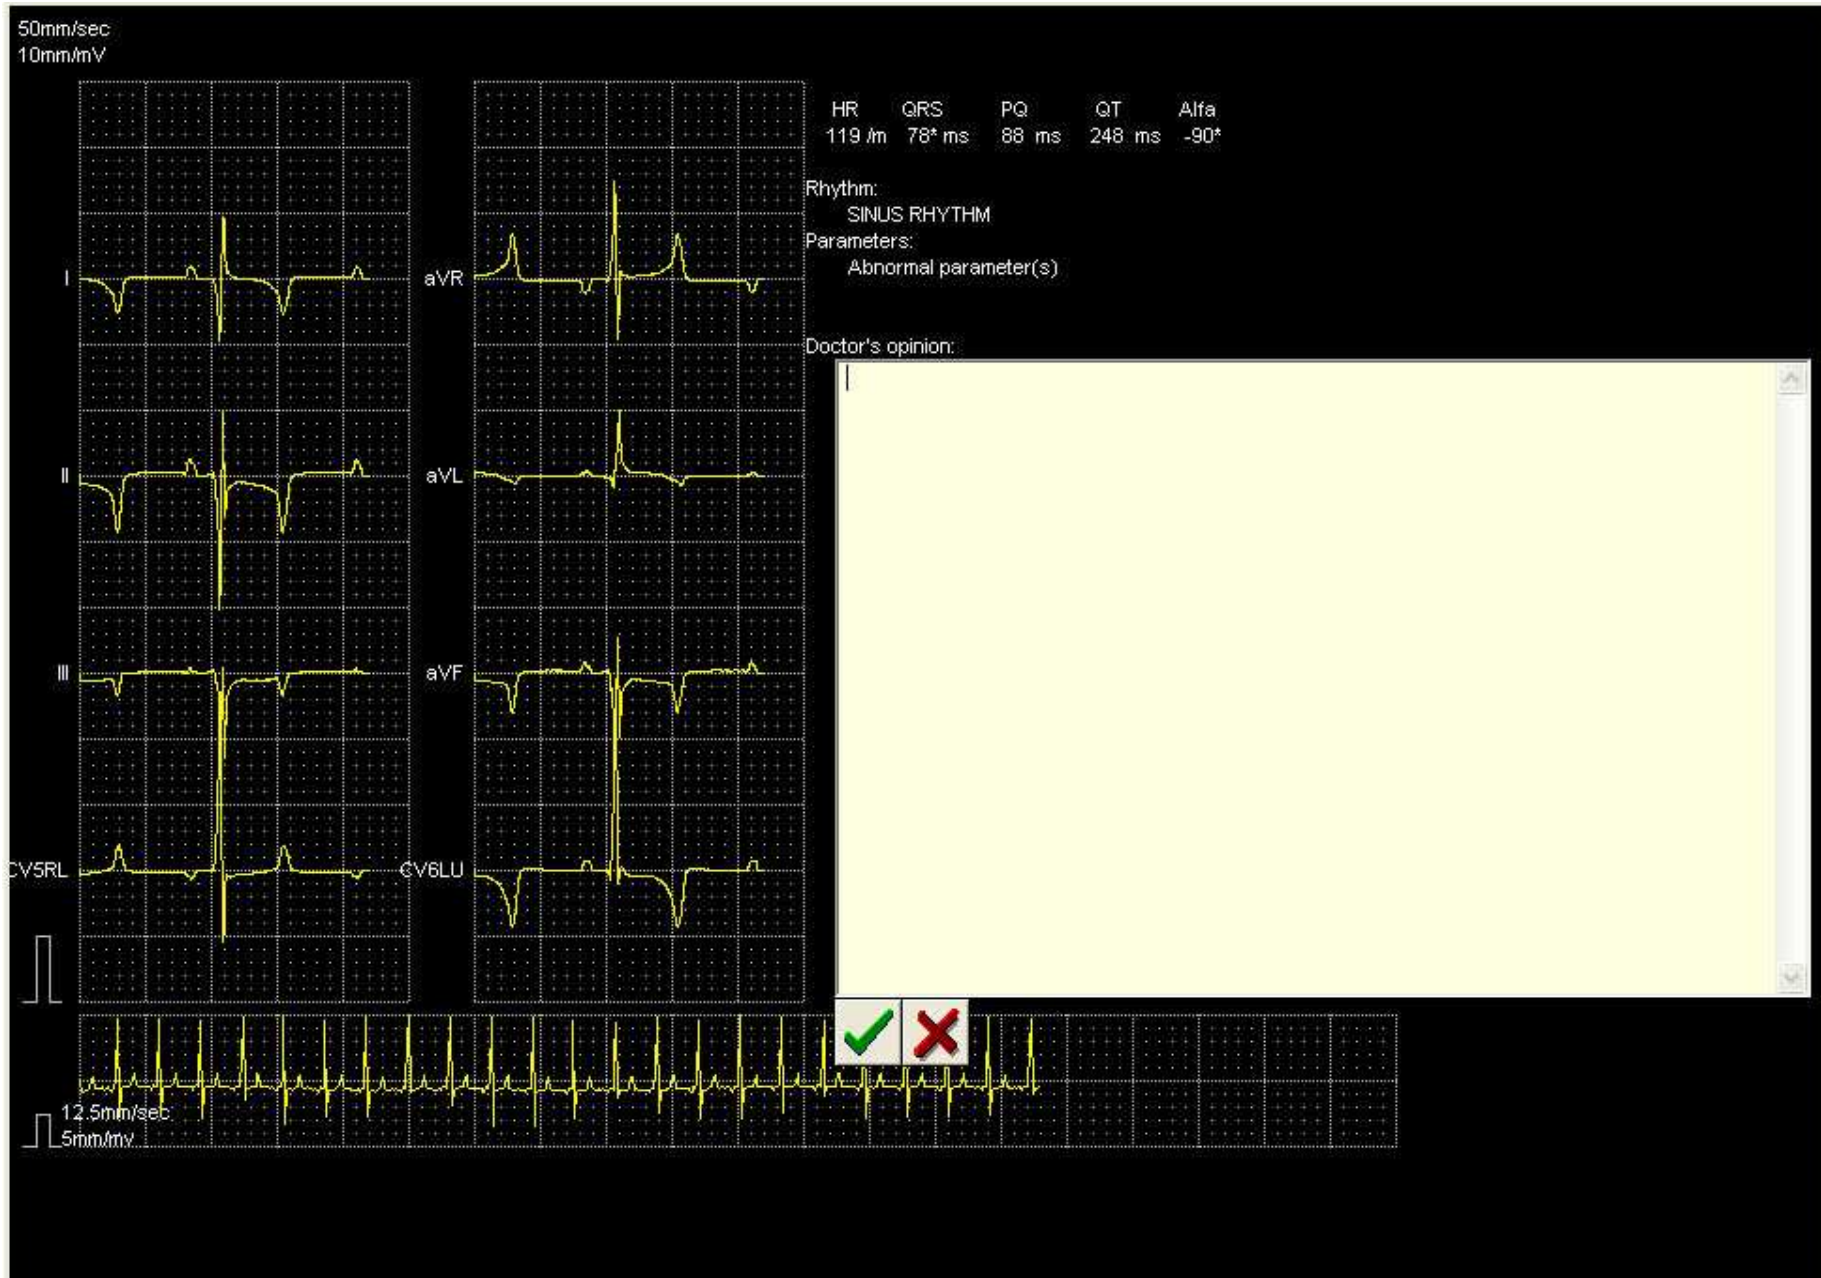 50mm/sec
10mm/mV
HR QRS PQ QT Alfa
119 /m 78* ms 88 ms 248 ms -90*
Rhythm:
SINUS RHYTHM
Parameters:
Abnormal parameter(s)
Doctor's opinion:
I aVR
II aVL
III aVF
CV5RL CV6LU
12.5mm/sec
5mm/mv